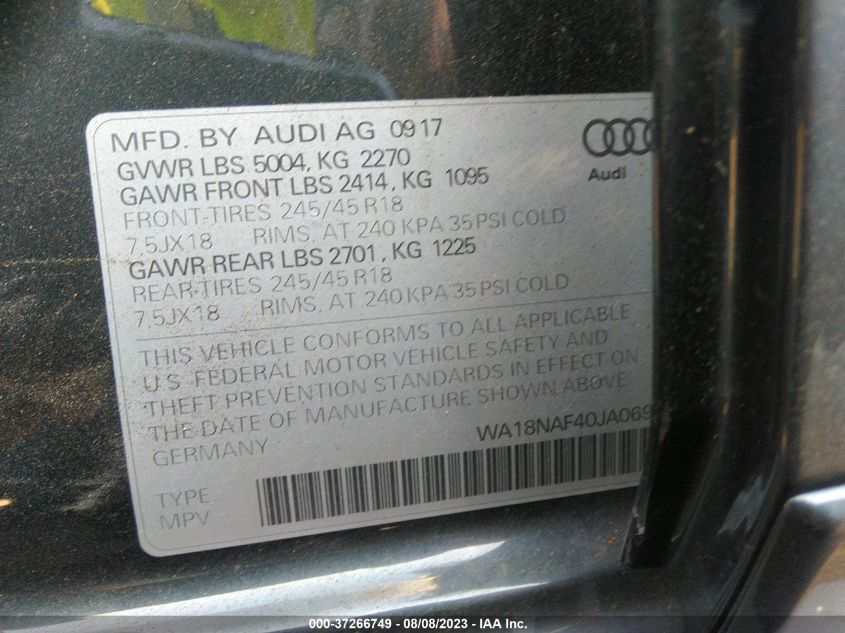 MFD. BY AUDI AG 0917
GVWR LBS 5004, KG 2270
GAWR FRONT LBS 2414, KG 1095
FRONT-TIRES 245/45 R18
7,5JX18 RIMS, AT 240 KPA 35 PSI COLD
GAWR REAR LBS 2701, KG 1225
REAR-TIRES 245/45 R18
7,5JX18 RIMS, AT 240 KPA 35 PSI COLD
Audi
THIS VEHICLE CONFORMS TO ALL APPLICABLE
U.S. FEDERAL MOTOR VEHICLE SAFETY AND
THEFT PREVENTION STANDARDS IN EFFECT ON
THE DATE OF MANUFACTURE SHOWN ABOVE
GERMANY WA18NAF40JA069
TYPE
MPV
000-37266749 - 08/08/2023 - IAA Inc.